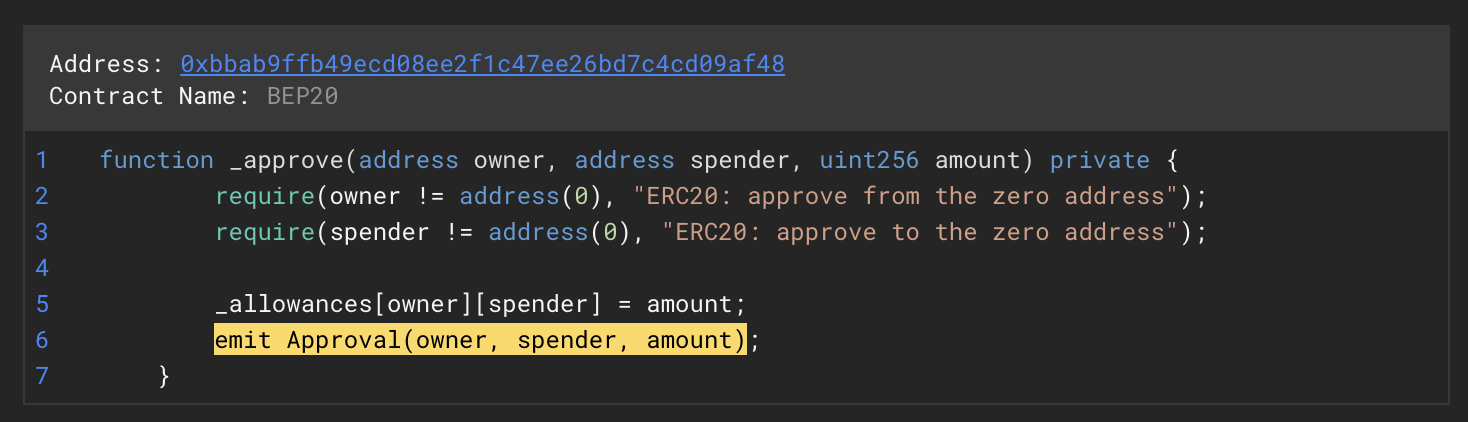 Address: 0xbbab9ffb49ecd08ee2f1c47ee26bd7c4cd09af48
Contract Name: BEP20
1 function _approve(address owner, address spender, uint256 amount) private {
2 require(owner != address(0), "ERC20: approve from the zero address");
3 require(spender != address(0), "ERC20: approve to the zero address");
4
5 _allowances[owner][spender] = amount;
6 emit Approval(owner, spender, amount);
7 }